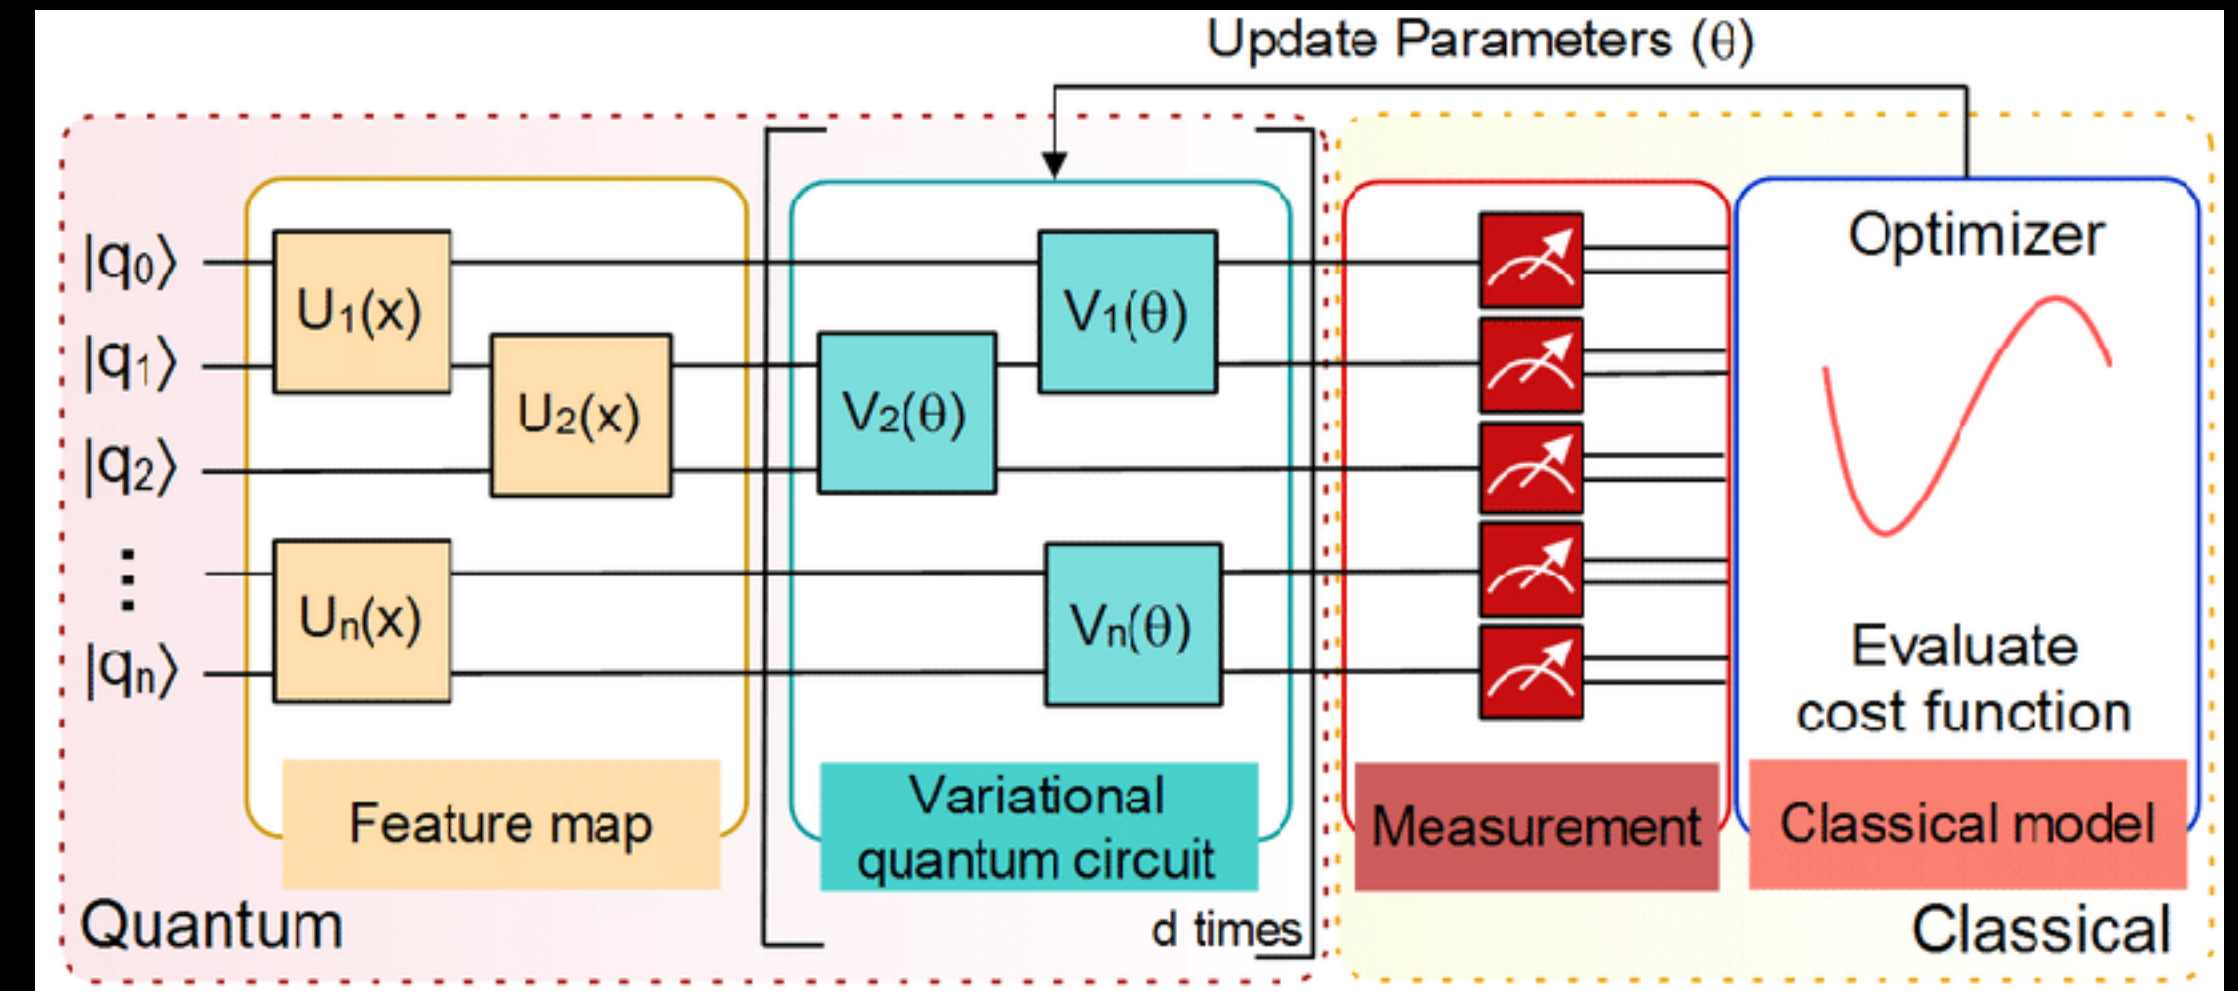 Update Parameters (θ)
|q₀⟩
|q₁⟩
|q₂⟩
⋮
|qₙ⟩
U₁(x)
U₂(x)
Uₙ(x)
Feature map
V₁(θ)
V₂(θ)
Vₙ(θ)
Variational
quantum circuit
d times
Quantum
Measurement
Optimizer
Evaluate
cost function
Classical model
Classical